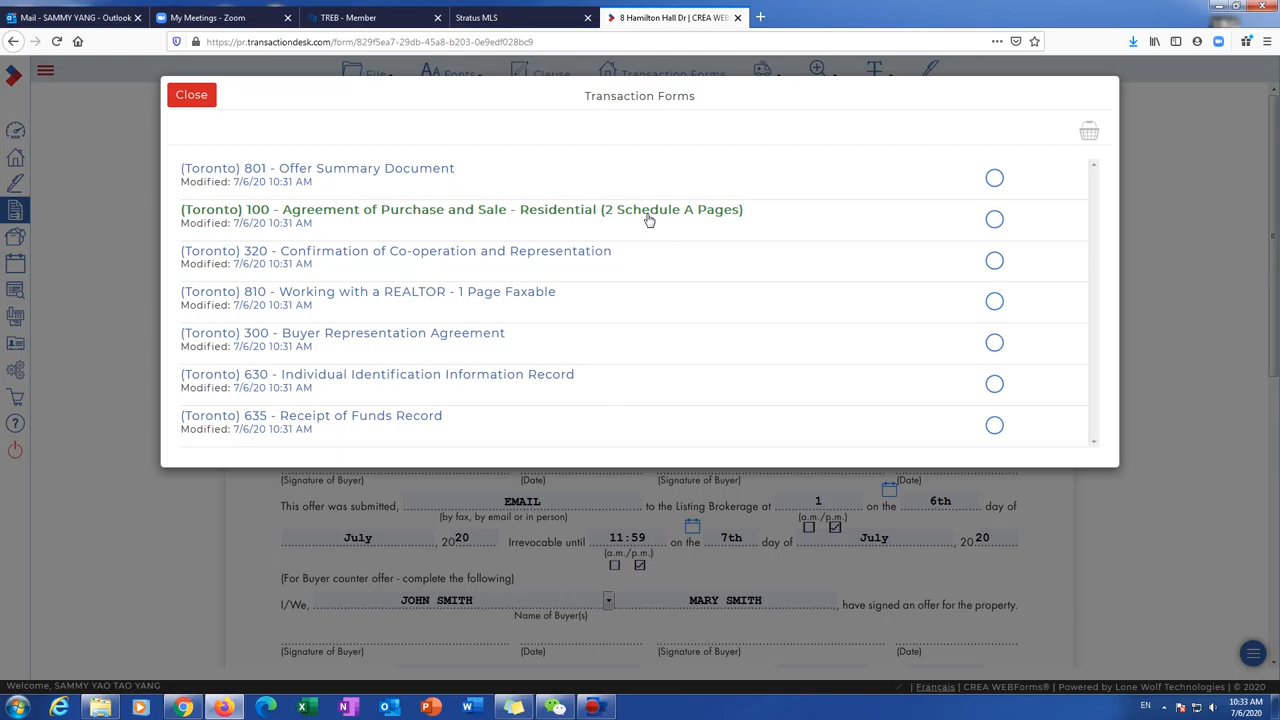 Mail - SAMMY YANG - Outlook
My Meetings - Zoom
TREB - Member
Stratus MLS
8 Hamilton Hall Dr | CREA WEB
https://pr.transactiondesk.com/form/829f5ea7-29db-45a8-b203-0e9edf028bc9
File
Fonts
Clause
Transaction Forms
Close
Transaction Forms
(Toronto) 801 - Offer Summary Document
Modified: 7/6/20 10:31 AM
(Toronto) 100 - Agreement of Purchase and Sale - Residential (2 Schedule A Pages)
Modified: 7/6/20 10:31 AM
(Toronto) 320 - Confirmation of Co-operation and Representation
Modified: 7/6/20 10:31 AM
(Toronto) 810 - Working with a REALTOR - 1 Page Faxable
Modified: 7/6/20 10:31 AM
(Toronto) 300 - Buyer Representation Agreement
Modified: 7/6/20 10:31 AM
(Toronto) 630 - Individual Identification Information Record
Modified: 7/6/20 10:31 AM
(Toronto) 635 - Receipt of Funds Record
Modified: 7/6/20 10:31 AM
(Signature of Buyer) (Date) (Signature of Buyer) (Date)
This offer was submitted, EMAIL to the Listing Brokerage at 1 on the 6th day of
(by fax, by email or in person) (a.m./p.m.)
July , 2020 Irrevocable until 11:59 on the 7th day of July , 2020
(a.m./p.m.)
(For Buyer counter offer - complete the following)
I/We, JOHN SMITH MARY SMITH , have signed an offer for the property.
Name of Buyer(s)
(Signature of Buyer) (Date) (Signature of Buyer) (Date)
Welcome, SAMMY YAO TAO YANG
Français | CREA WEBForms® | Powered by Lone Wolf Technologies | © 2020
EN
10:33 AM
7/6/2020